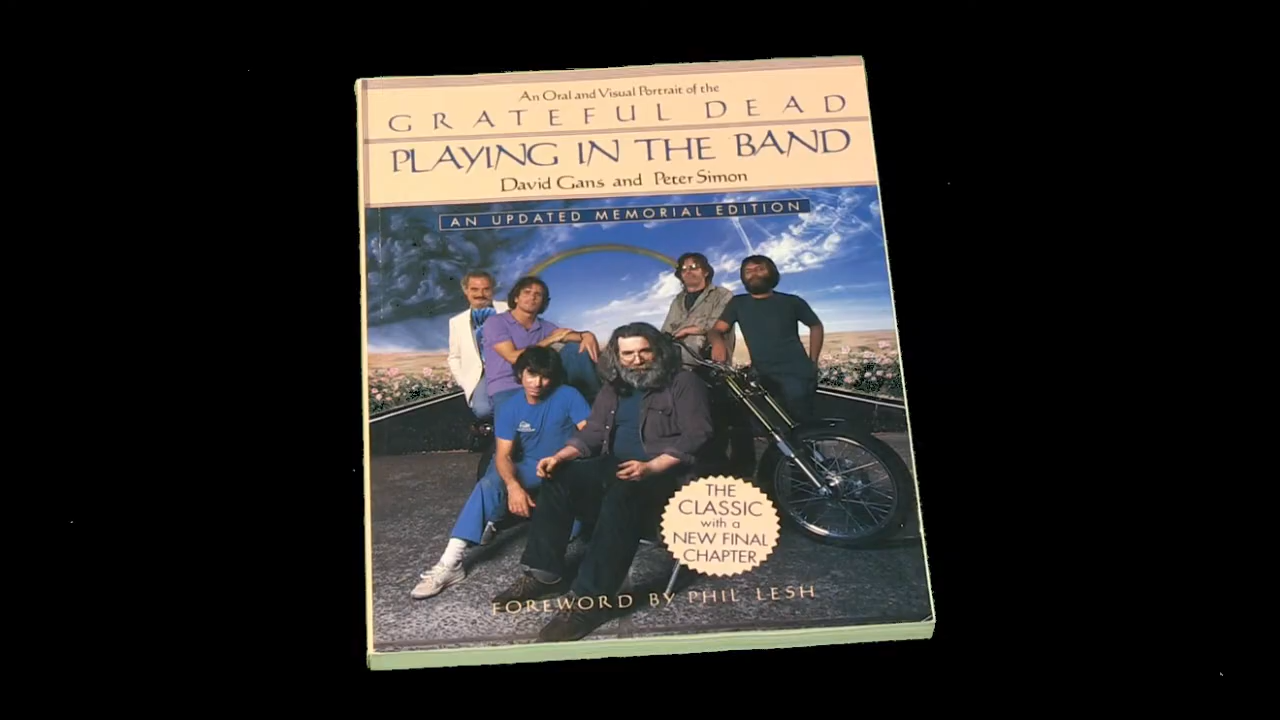 An Oral and Visual Portrait of the
GRATEFUL DEAD
PLAYING IN THE BAND
David Gans and Peter Simon
AN UPDATED MEMORIAL EDITION
THE
CLASSIC
with a
NEW FINAL
CHAPTER
FOREWORD BY PHIL LESH